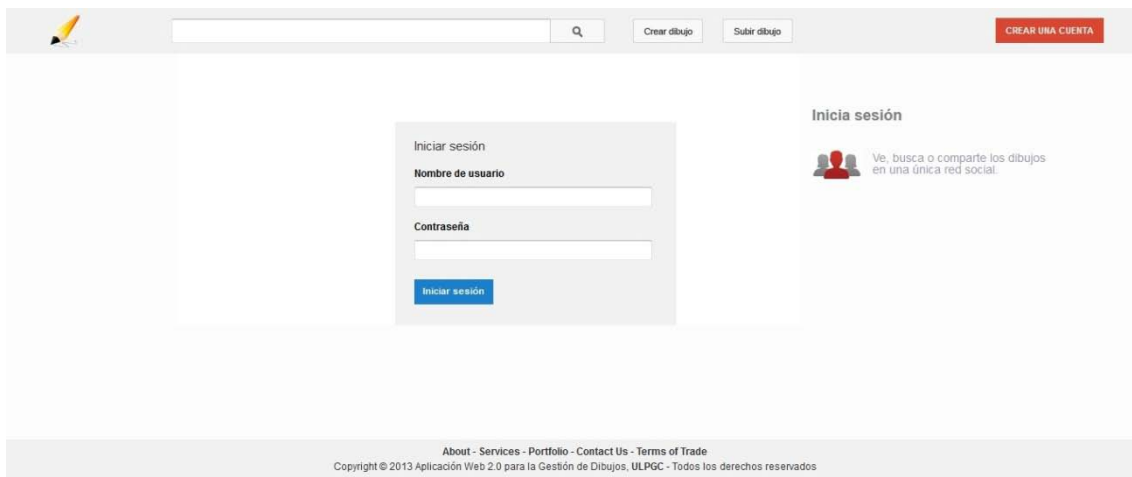 Crear dibujo
Subir dibujo
CREAR UNA CUENTA
Iniciar sesión
Nombre de usuario
Contraseña
Iniciar sesión
Inicia sesión
Ve, busca o comparte los dibujos
en una única red social.
About - Services - Portfolio - Contact Us - Terms of Trade
Copyright © 2013 Aplicación Web 2.0 para la Gestión de Dibujos, ULPGC - Todos los derechos reservados